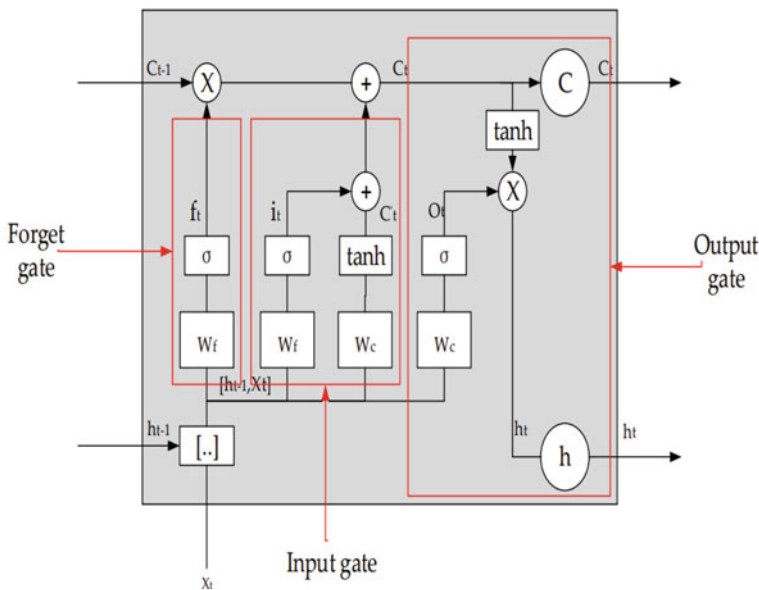 Ct-1
X
+
Ct
C
Ct
tanh
ft
it
+
C't
Ot
X
Forget
gate
σ
σ
tanh
σ
Output
gate
Wf
Wf
Wc
Wc
[ht-1,Xt]
ht-1
[..]
ht
h
ht
Input gate
Xt